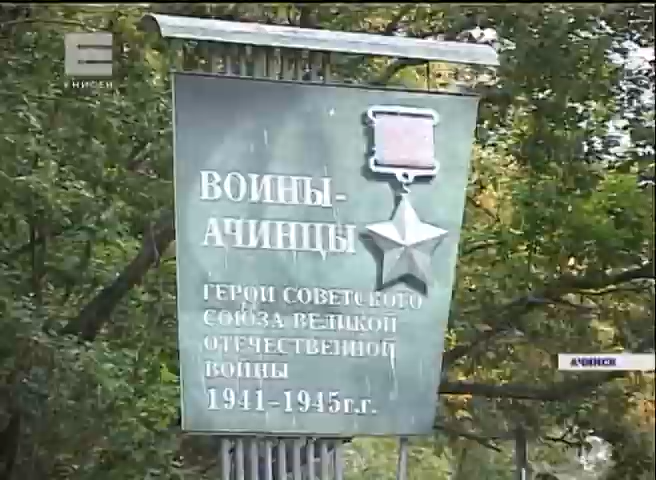 ЕНИСЕЙ
ВОИНЫ-
АЧИНЦЫ
ГЕРОИ СОВЕТСКОГО
СОЮЗА ВЕЛИКОЙ
ОТЕЧЕСТВЕННОЙ
ВОЙНЫ
1941-1945г.г.
АЧИНСК